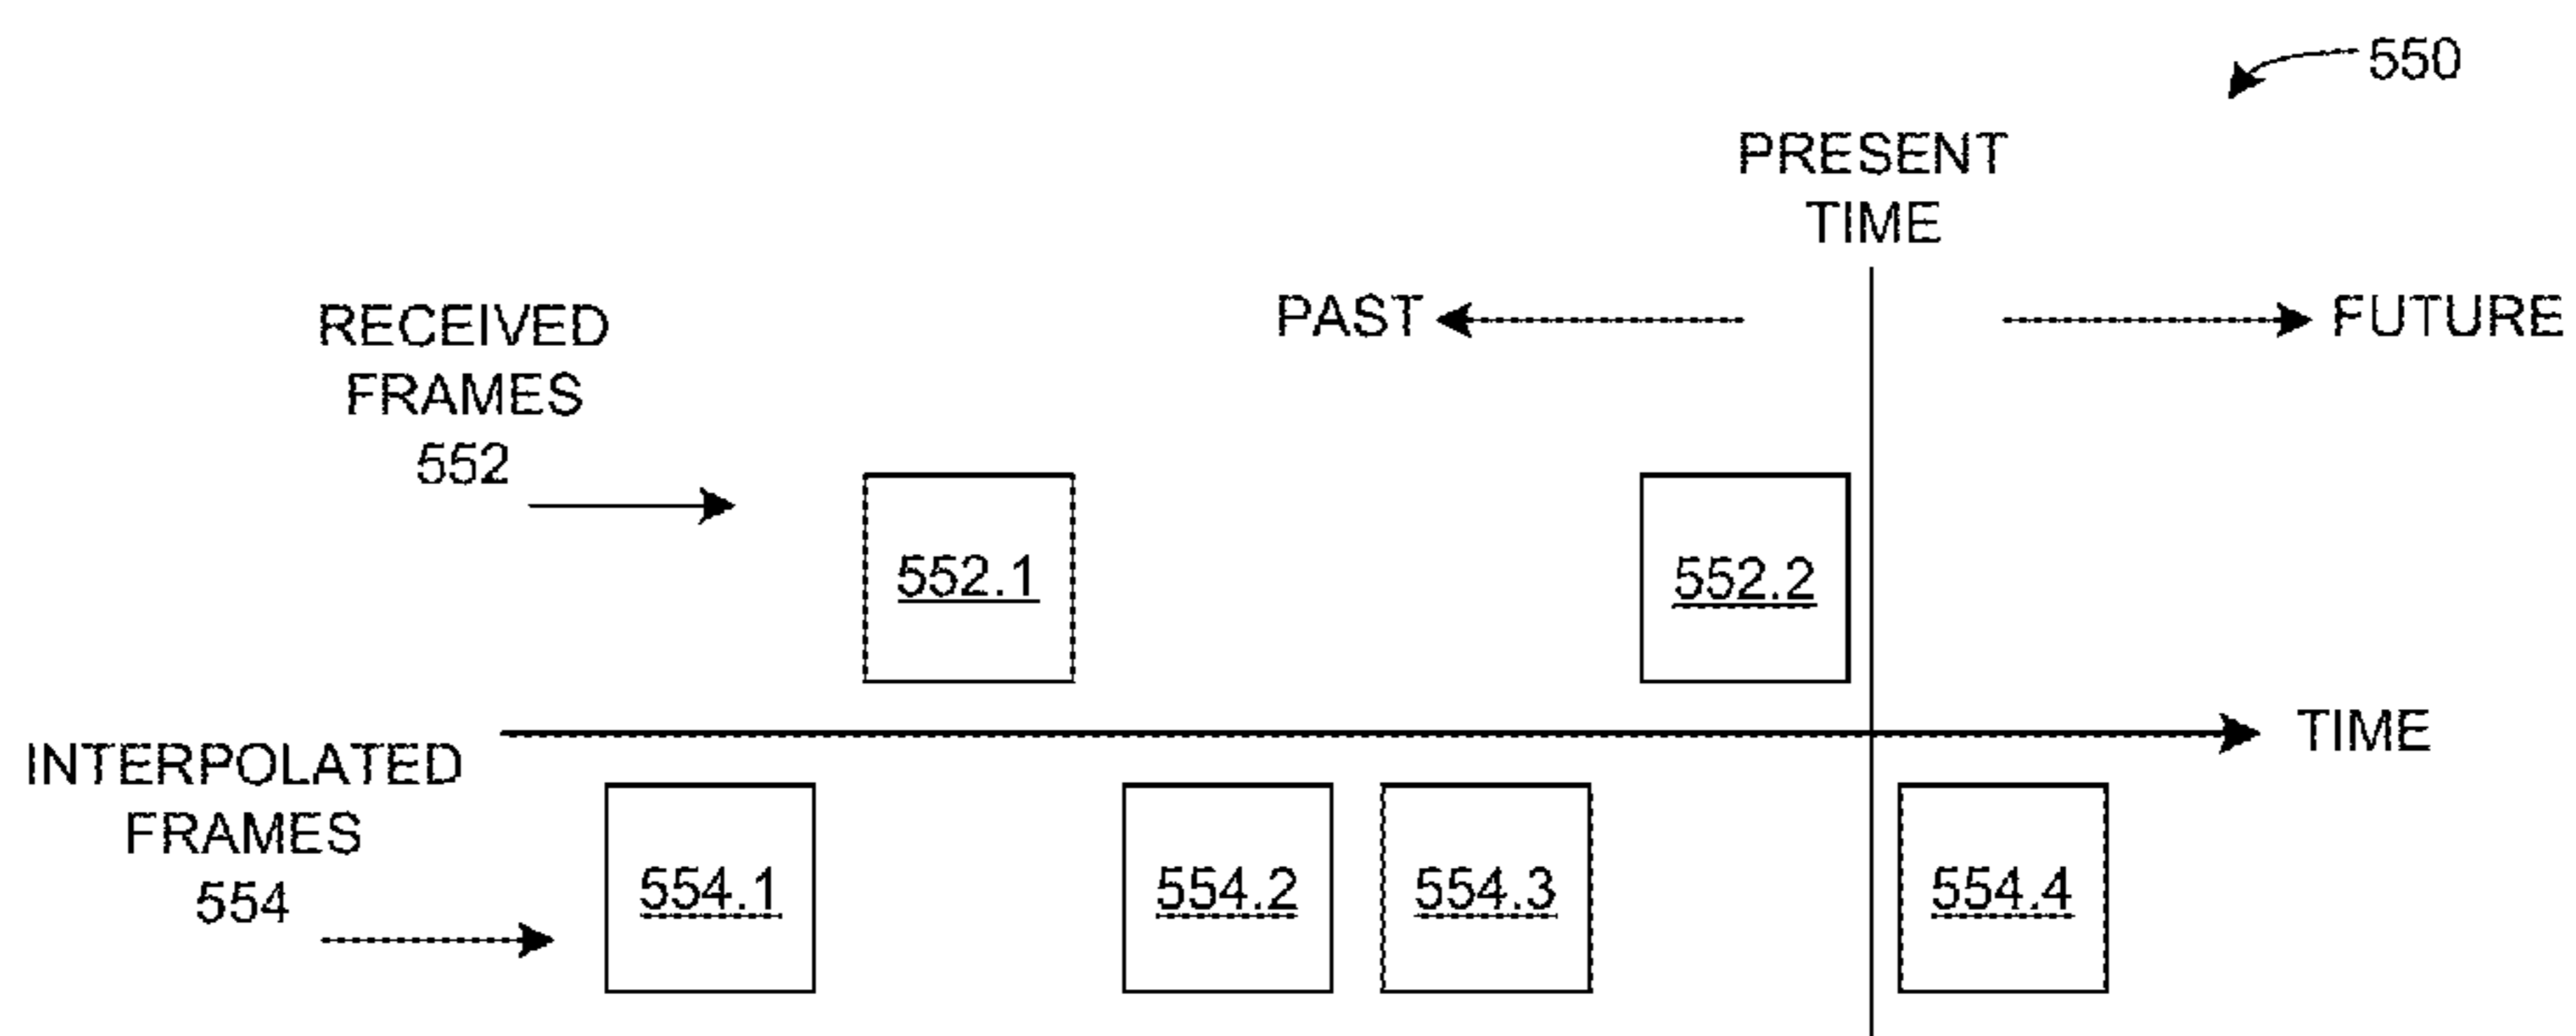 550
PRESENT
TIME
PAST
FUTURE
RECEIVED
FRAMES
552
552.1
552.2
TIME
INTERPOLATED
FRAMES
554
554.1
554.2
554.3
554.4